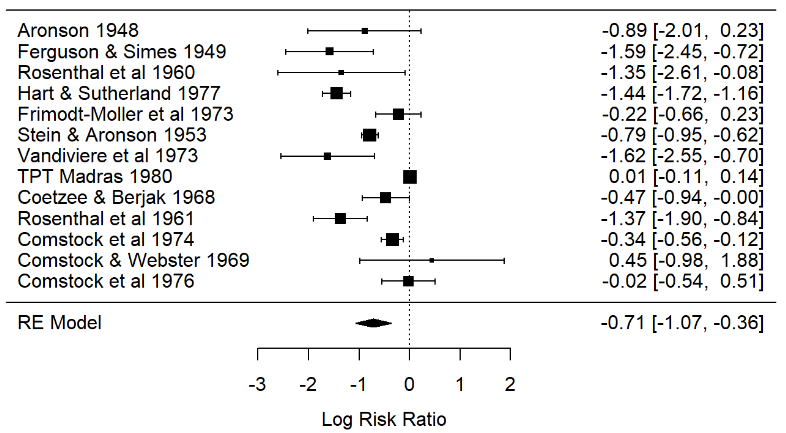 Aronson 1948 -0.89 [-2.01, 0.23]
Ferguson & Simes 1949 -1.59 [-2.45, -0.72]
Rosenthal et al 1960 -1.35 [-2.61, -0.08]
Hart & Sutherland 1977 -1.44 [-1.72, -1.16]
Frimodt-Moller et al 1973 -0.22 [-0.66, 0.23]
Stein & Aronson 1953 -0.79 [-0.95, -0.62]
Vandiviere et al 1973 -1.62 [-2.55, -0.70]
TPT Madras 1980 0.01 [-0.11, 0.14]
Coetzee & Berjak 1968 -0.47 [-0.94, -0.00]
Rosenthal et al 1961 -1.37 [-1.90, -0.84]
Comstock et al 1974 -0.34 [-0.56, -0.12]
Comstock & Webster 1969 0.45 [-0.98, 1.88]
Comstock et al 1976 -0.02 [-0.54, 0.51]
RE Model -0.71 [-1.07, -0.36]
-3 -2 -1 0 1 2
Log Risk Ratio